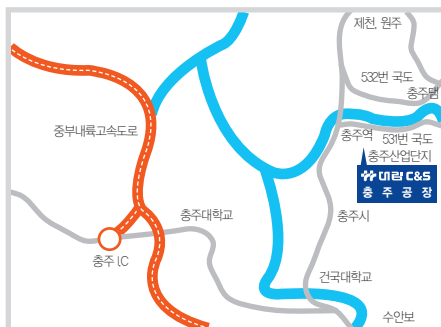 제천, 원주
532번 국도
충주댐
중부내륙고속도로
충주역
531번 국도
충주산업단지
대림 C&S
충주공장
충주대학교
충주시
충주 I.C
건국대학교
수안보